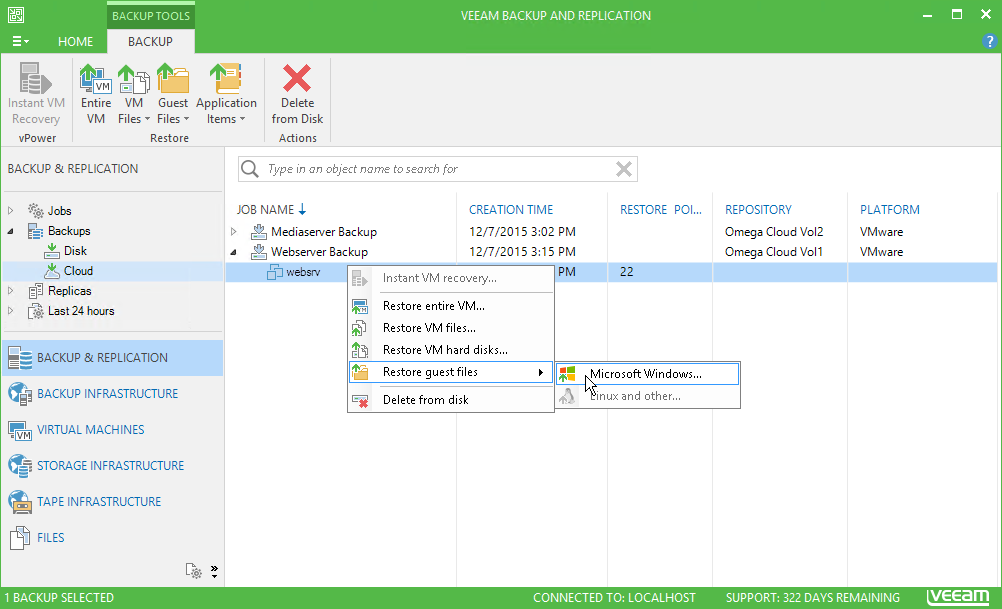 BACKUP TOOLS
VEEAM BACKUP AND REPLICATION
HOME
BACKUP
?
Instant VM
Recovery
vPower
VM
Entire
VM
VM
Files
Guest
Files
Application
Items
Restore
Delete
from Disk
Actions
BACKUP & REPLICATION
Type in an object name to search for
Jobs
Backups
Disk
Cloud
Replicas
Last 24 hours
JOB NAME CREATION TIME RESTORE POI... REPOSITORY PLATFORM
Mediaserver Backup 12/7/2015 3:02 PM Omega Cloud Vol2 VMware
Webserver Backup 12/7/2015 3:15 PM Omega Cloud Vol1 VMware
websrv PM 22
Instant VM recovery...
Restore entire VM...
Restore VM files...
Restore VM hard disks...
Restore guest files
Delete from disk
Microsoft Windows...
Linux and other...
BACKUP & REPLICATION
BACKUP INFRASTRUCTURE
VM
VIRTUAL MACHINES
STORAGE INFRASTRUCTURE
TAPE INFRASTRUCTURE
FILES
1 BACKUP SELECTED
CONNECTED TO: LOCALHOST
SUPPORT: 322 DAYS REMAINING
veeam